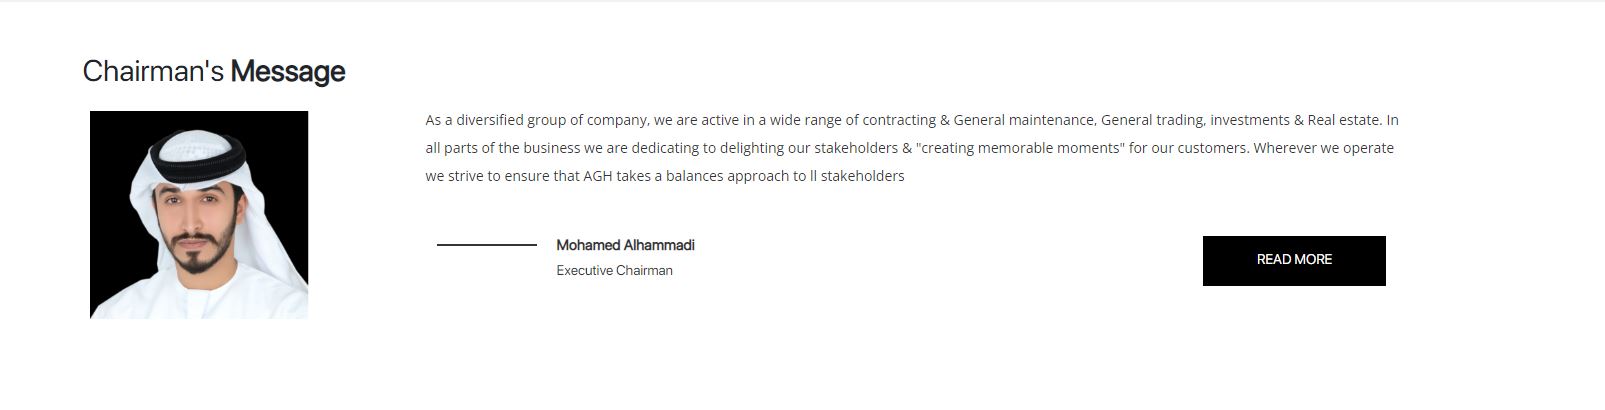 Chairman's Message
As a diversified group of company, we are active in a wide range of contracting & General maintenance, General trading, investments & Real estate. In
all parts of the business we are dedicating to delighting our stakeholders & "creating memorable moments" for our customers. Wherever we operate
we strive to ensure that AGH takes a balances approach to ll stakeholders
Mohamed Alhammadi
Executive Chairman
READ MORE